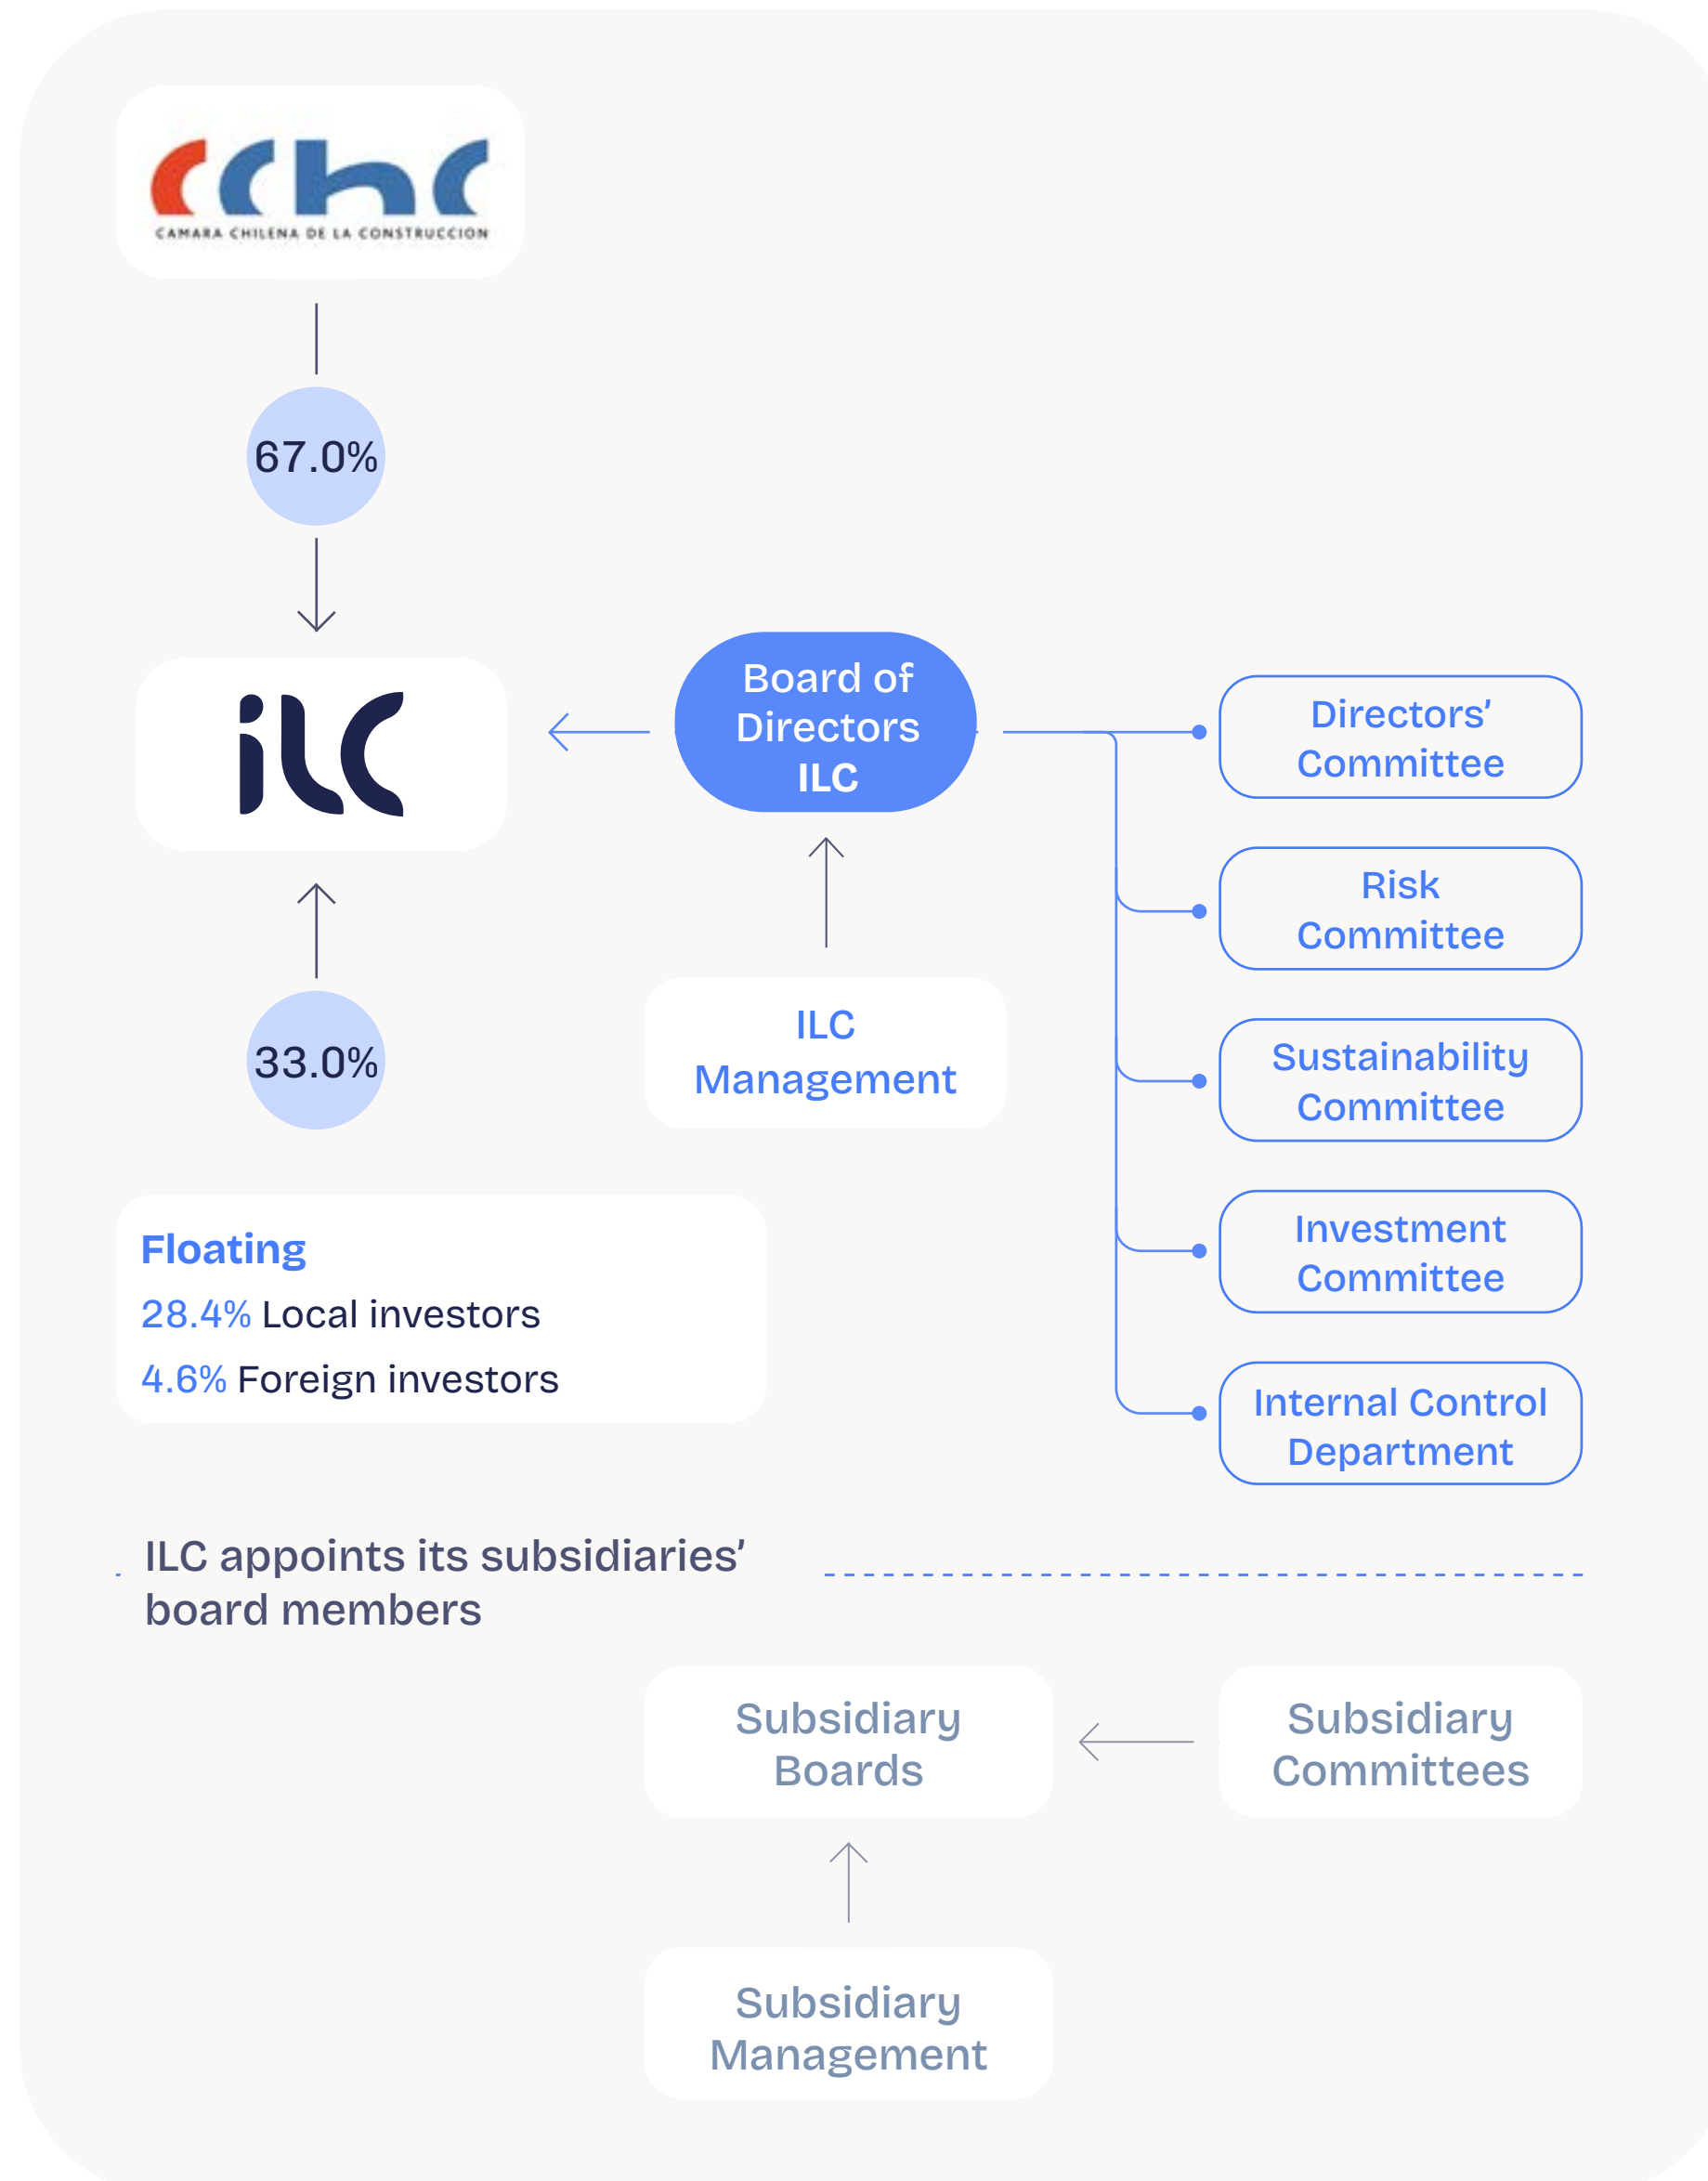 cchc
CAMARA CHILENA DE LA CONSTRUCCION
67.0%
ilc
Board of
Directors
ILC
Directors’
Committee
Risk
Committee
33.0%
ILC
Management
Sustainability
Committee
Floating
28.4% Local investors
4.6% Foreign investors
Investment
Committee
Internal Control
Department
ILC appoints its subsidiaries’
board members
Subsidiary
Boards
Subsidiary
Committees
Subsidiary
Management